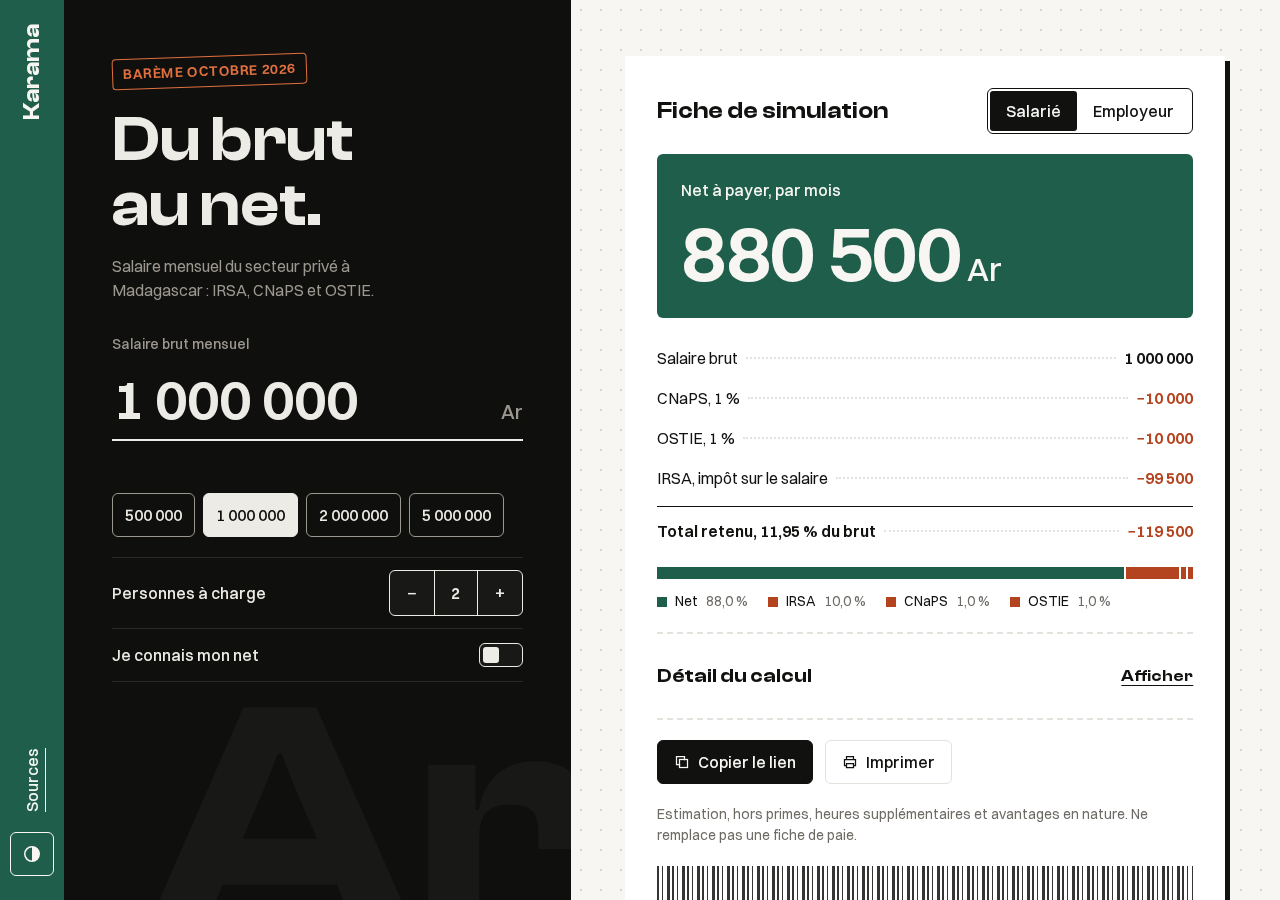 Karama
BARÈME OCTOBRE 2026
Du brut
au net.
Salaire mensuel du secteur privé à
Madagascar : IRSA, CNaPS et OSTIE.
Salaire brut mensuel
1 000 000 Ar
500 000 1 000 000 2 000 000 5 000 000
Personnes à charge − 2 +
Je connais mon net
Ar
Sources
Fiche de simulation Salarié Employeur
Net à payer, par mois
880 500 Ar
Salaire brut 1 000 000
CNaPS, 1 % −10 000
OSTIE, 1 % −10 000
IRSA, impôt sur le salaire −99 500
Total retenu, 11,95 % du brut −119 500
Net 88,0 % IRSA 10,0 % CNaPS 1,0 % OSTIE 1,0 %
Détail du calcul Afficher
Copier le lien Imprimer
Estimation, hors primes, heures supplémentaires et avantages en nature. Ne
remplace pas une fiche de paie.